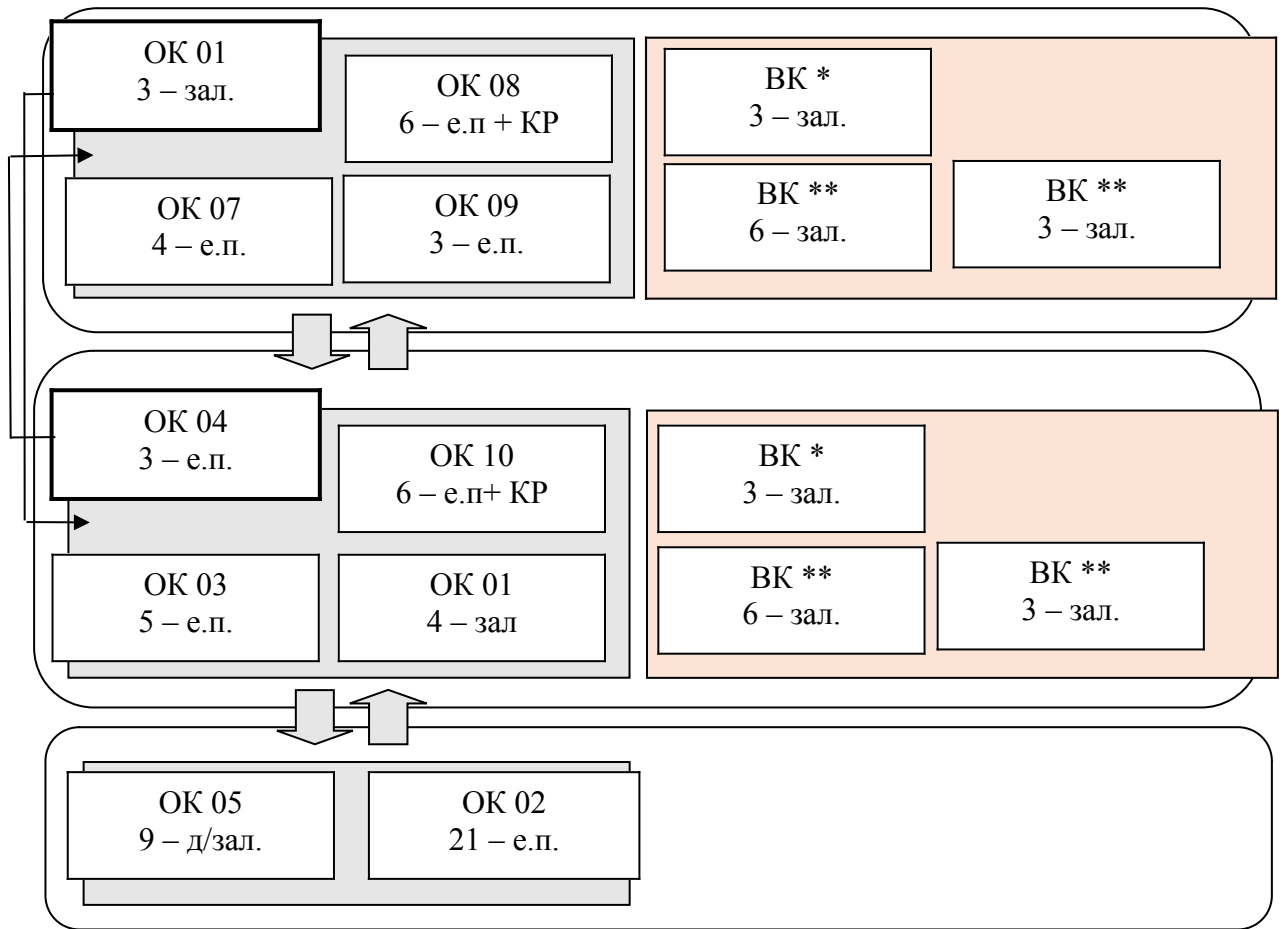 ОК 01
3 – зал.
ОК 08
6 – е.п + КР
ОК 07
4 – е.п.
ОК 09
3 – е.п.
ВК *
3 – зал.
ВК **
6 – зал.
ВК **
3 – зал.
ОК 04
3 – е.п.
ОК 10
6 – е.п+ КР
ОК 03
5 – е.п.
ОК 01
4 – зал
ВК *
3 – зал.
ВК **
6 – зал.
ВК **
3 – зал.
ОК 05
9 – д/зал.
ОК 02
21 – е.п.